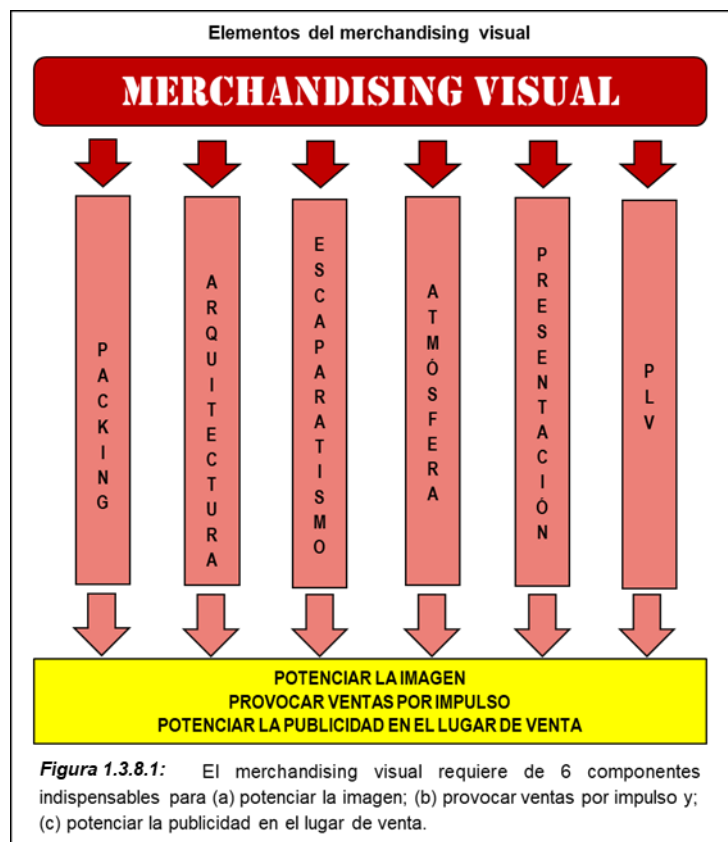 Elementos del merchandising visual
MERCHANDISING VISUAL
PACKING
ARQUITECTURA
ESCAPARATISMO
ATMÓSFERA
PRESENTACIÓN
PLV
POTENCIAR LA IMAGEN
PROVOCAR VENTAS POR IMPULSO
POTENCIAR LA PUBLICIDAD EN EL LUGAR DE VENTA
Figura 1.3.8.1: El merchandising visual requiere de 6 componentes
indispensables para (a) potenciar la imagen; (b) provocar ventas por impulso y;
(c) potenciar la publicidad en el lugar de venta.